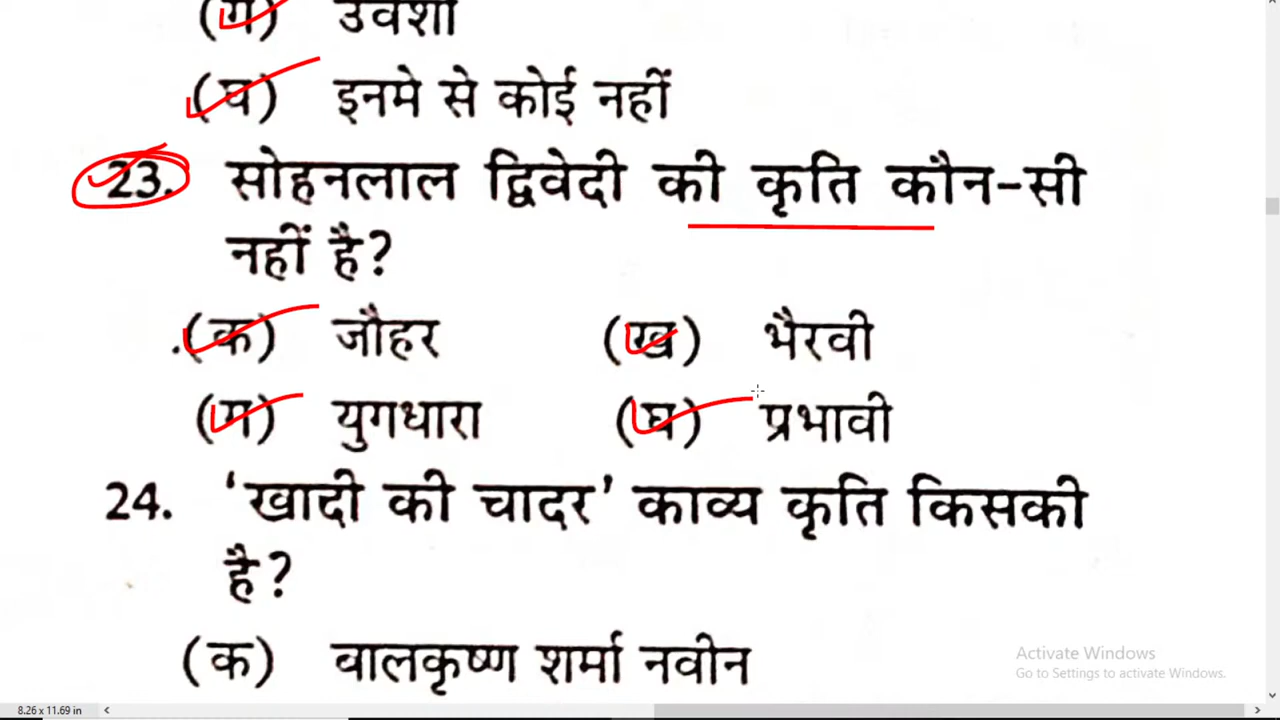 (ग) उर्वशी
(घ) इनमे से कोई नहीं
23. सोहनलाल द्विवेदी की कृति कौन-सी
नहीं है?
(क) जौहर (ख) भैरवी
(ग) युगधारा (घ) प्रभावी
24. 'खादी की चादर' काव्य कृति किसकी
है?
(क) वालकृष्ण शर्मा नवीन
Activate Windows
Go to Settings to activate Windows.
8.26 x 11.69 in